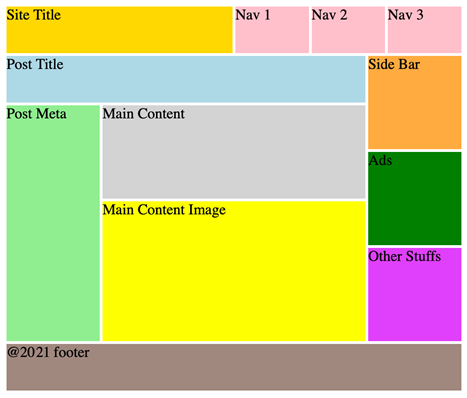 Site Title
Nav 1
Nav 2
Nav 3
Post Title
Side Bar
Post Meta
Main Content
Ads
Main Content Image
Other Stuffs
@2021 footer